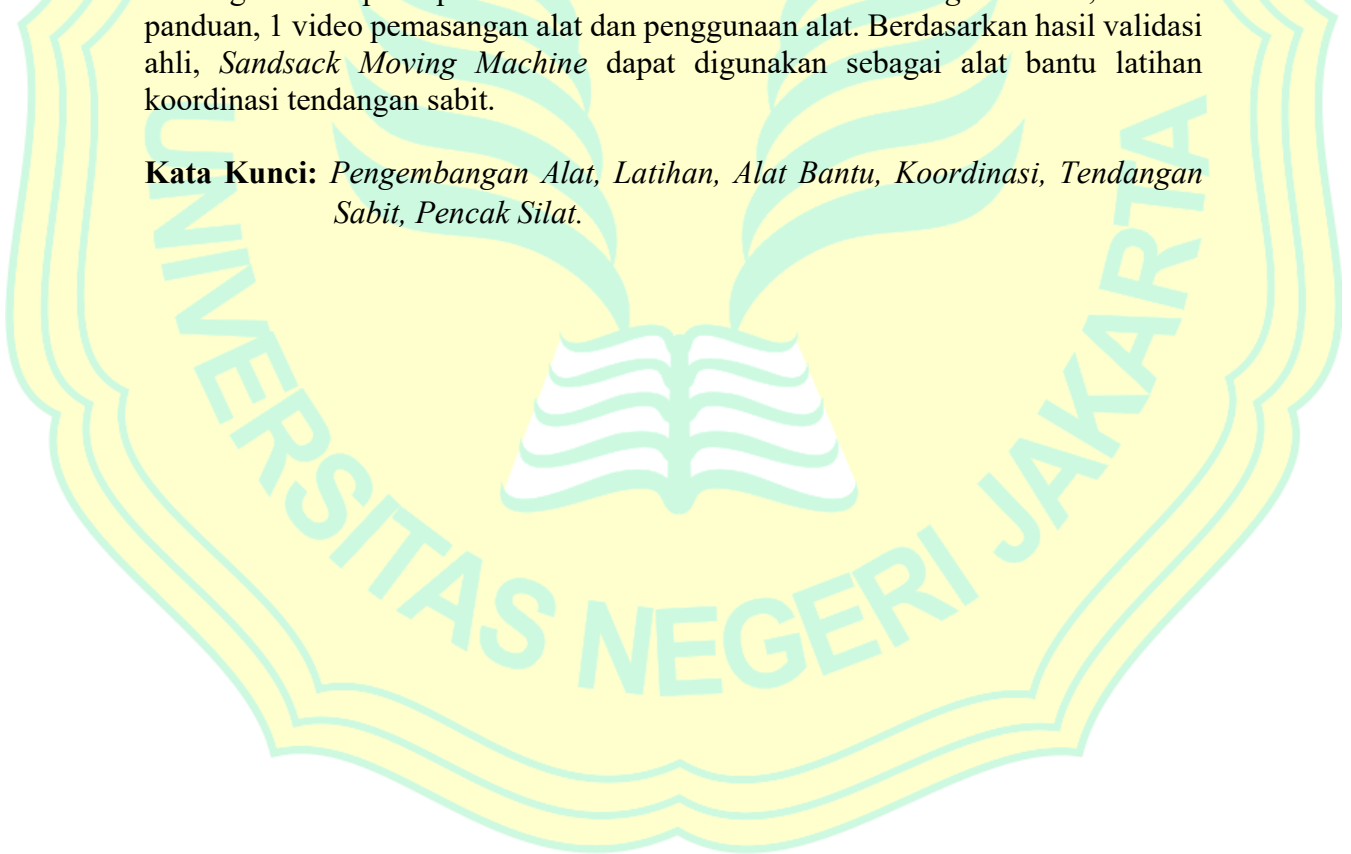 panduan, 1 video pemasangan alat dan penggunaan alat. Berdasarkan hasil validasi
ahli, Sandsack Moving Machine dapat digunakan sebagai alat bantu latihan
koordinasi tendangan sabit.
Kata Kunci: Pengembangan Alat, Latihan, Alat Bantu, Koordinasi, Tendangan
Sabit, Pencak Silat.
UNIVERSITAS NEGERI JAKARTA